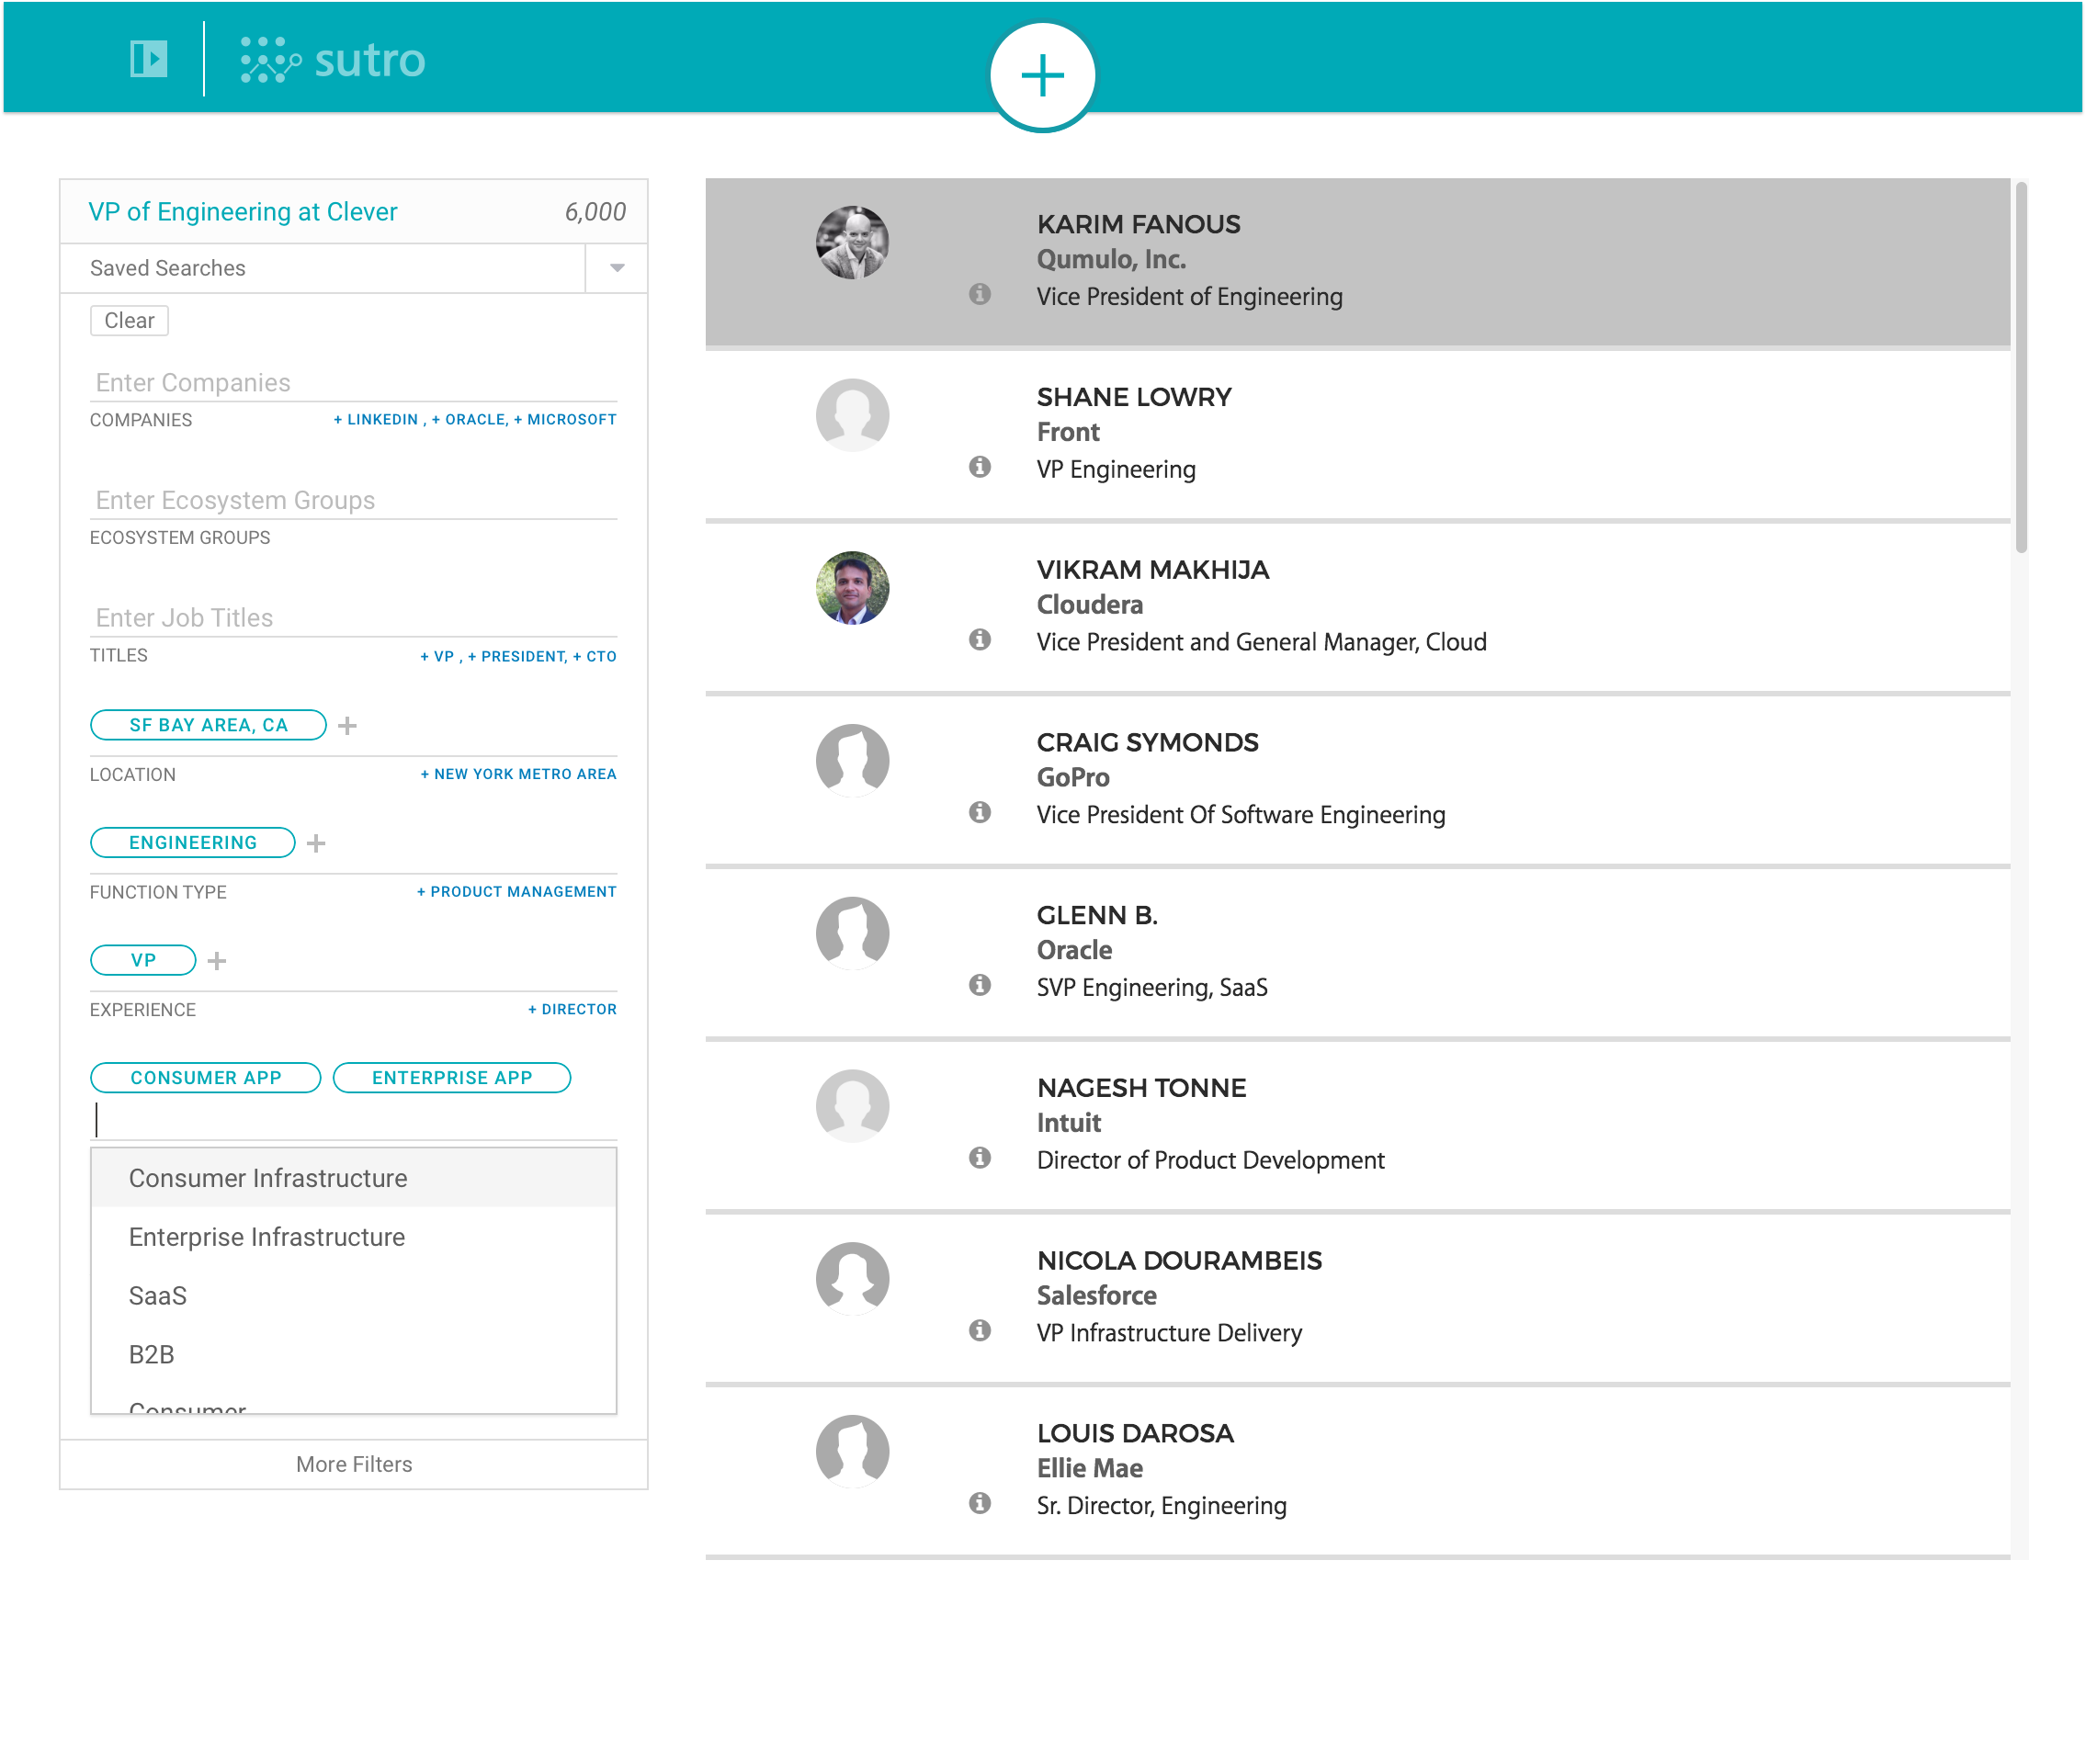 sutro
VP of Engineering at Clever 6,000
Saved Searches
Clear
Enter Companies
COMPANIES + LINKEDIN , + ORACLE, + MICROSOFT
Enter Ecosystem Groups
ECOSYSTEM GROUPS
Enter Job Titles
TITLES + VP , + PRESIDENT, + CTO
SF BAY AREA, CA +
LOCATION + NEW YORK METRO AREA
ENGINEERING +
FUNCTION TYPE + PRODUCT MANAGEMENT
VP +
EXPERIENCE + DIRECTOR
CONSUMER APP ENTERPRISE APP
Consumer Infrastructure
Enterprise Infrastructure
SaaS
B2B
Consumer
More Filters
KARIM FANOUS
Qumulo, Inc.
Vice President of Engineering
SHANE LOWRY
Front
VP Engineering
VIKRAM MAKHIJA
Cloudera
Vice President and General Manager, Cloud
CRAIG SYMONDS
GoPro
Vice President Of Software Engineering
GLENN B.
Oracle
SVP Engineering, SaaS
NAGESH TONNE
Intuit
Director of Product Development
NICOLA DOURAMBEIS
Salesforce
VP Infrastructure Delivery
LOUIS DAROSA
Ellie Mae
Sr. Director, Engineering